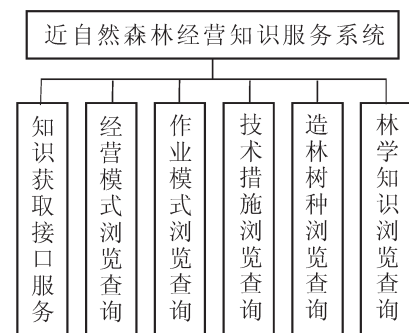 近自然森林经营知识服务系统
知识获取接口服务
经营模式浏览查询
作业模式浏览查询
技术措施浏览查询
造林树种浏览查询
林学知识浏览查询